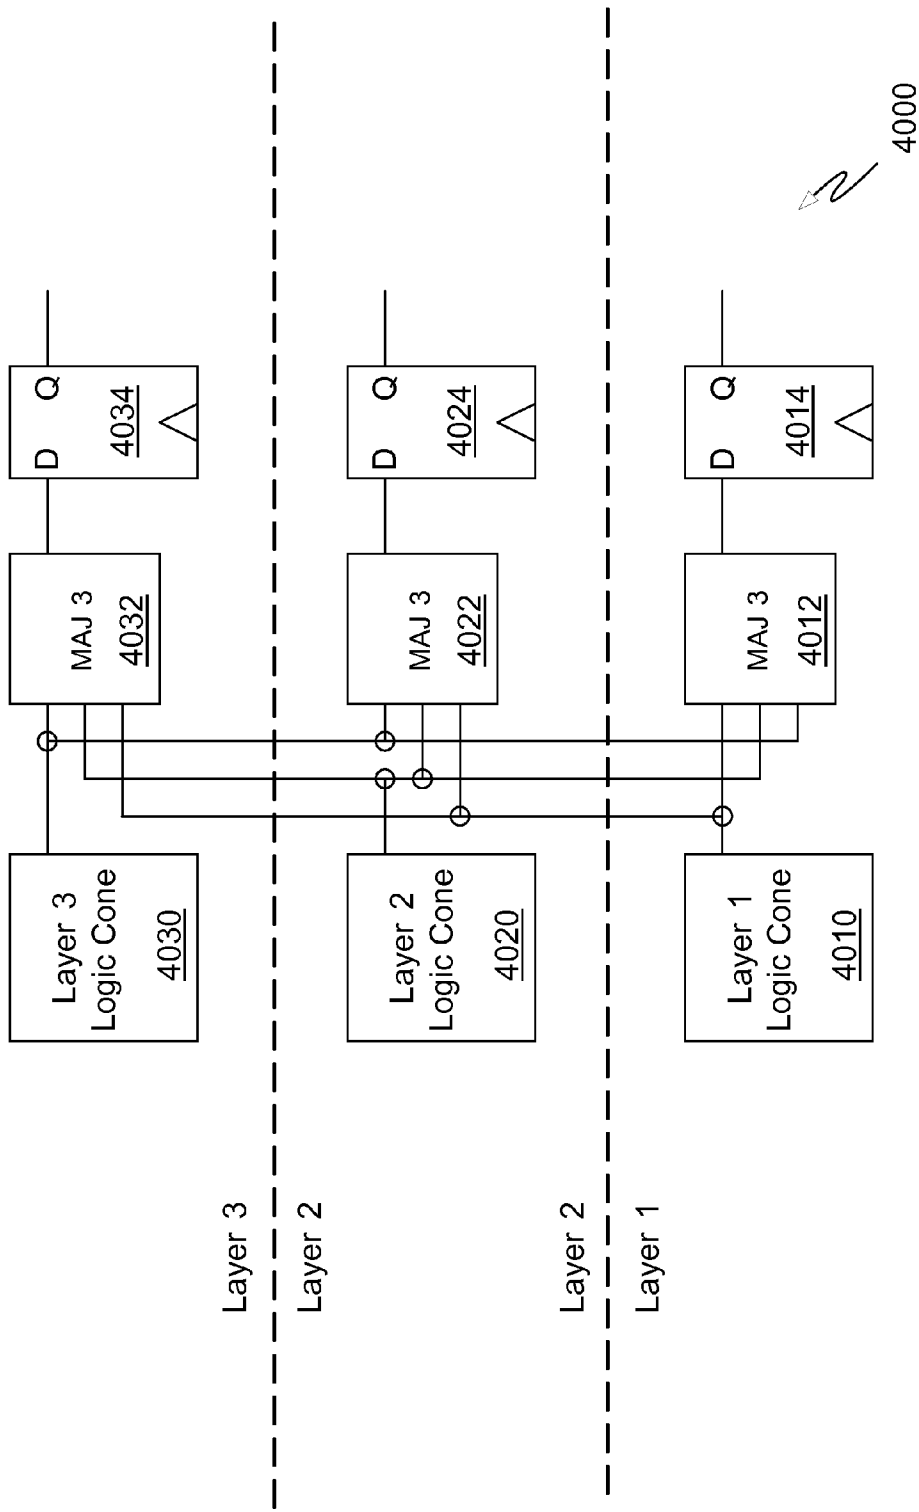 Layer 3
Logic Cone
4030
MAJ 3
4032
D Q
4034
Layer 3
Layer 2
Layer 2
Logic Cone
4020
MAJ 3
4022
D Q
4024
Layer 2
Layer 1
Layer 1
Logic Cone
4010
MAJ 3
4012
D Q
4014
4000